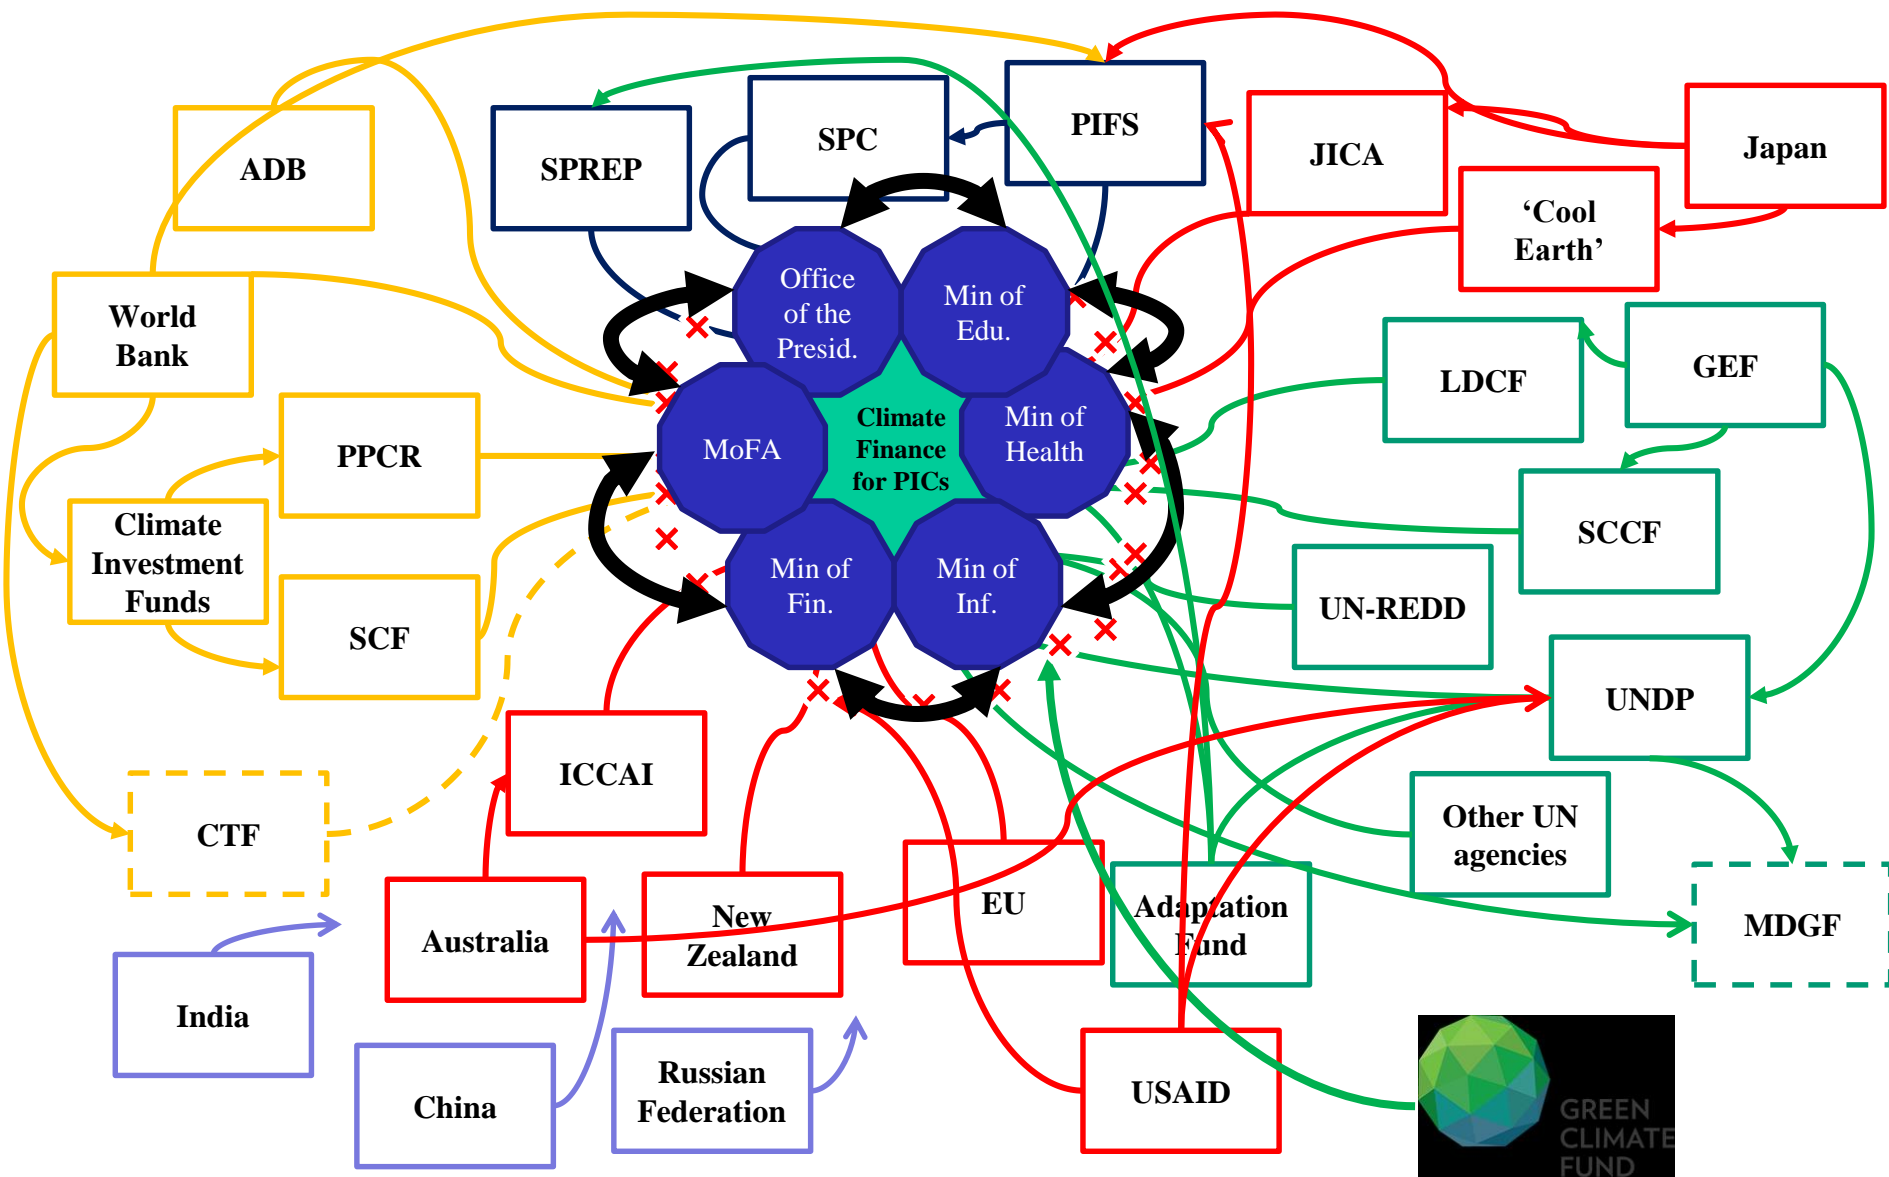 PIFS
SPC
JICA
Japan
ADB
SPREP
‘Cool
Earth’
Office
of the
Presid.
Min of
Edu.
World
Bank
LDCF
GEF
Climate
Finance
for PICs
MoFA
Min of
Health
PPCR
Climate
Investment
Funds
SCCF
Min of
Fin.
Min of
Inf.
UN-REDD
SCF
UNDP
ICCAI
CTF
Other UN
agencies
Australia
New
Zealand
EU
Adaptation
Fund
MDGF
India
China
Russian
Federation
USAID
GREEN
CLIMATE
FUND